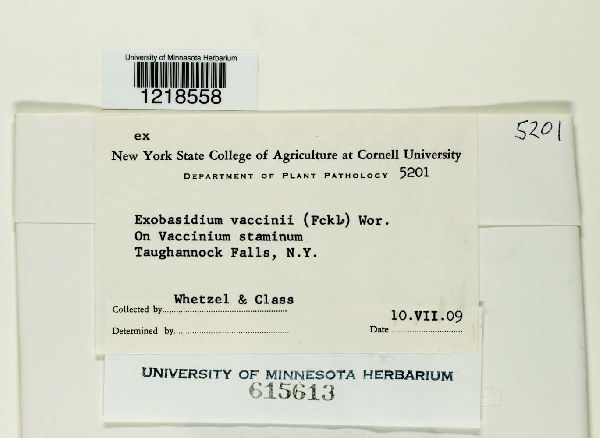 University of Minnesota Herbarium
1218558
5201
ex
New York State College of Agriculture at Cornell University
Department of Plant Pathology 5201
Exobasidium vaccinii (FckL) Wor.
On Vaccinium staminum
Taughannock Falls, N.Y.
Collected by Whetzel & Class
Determined by
Date 10.VII.09
UNIVERSITY OF MINNESOTA HERBARIUM
615613